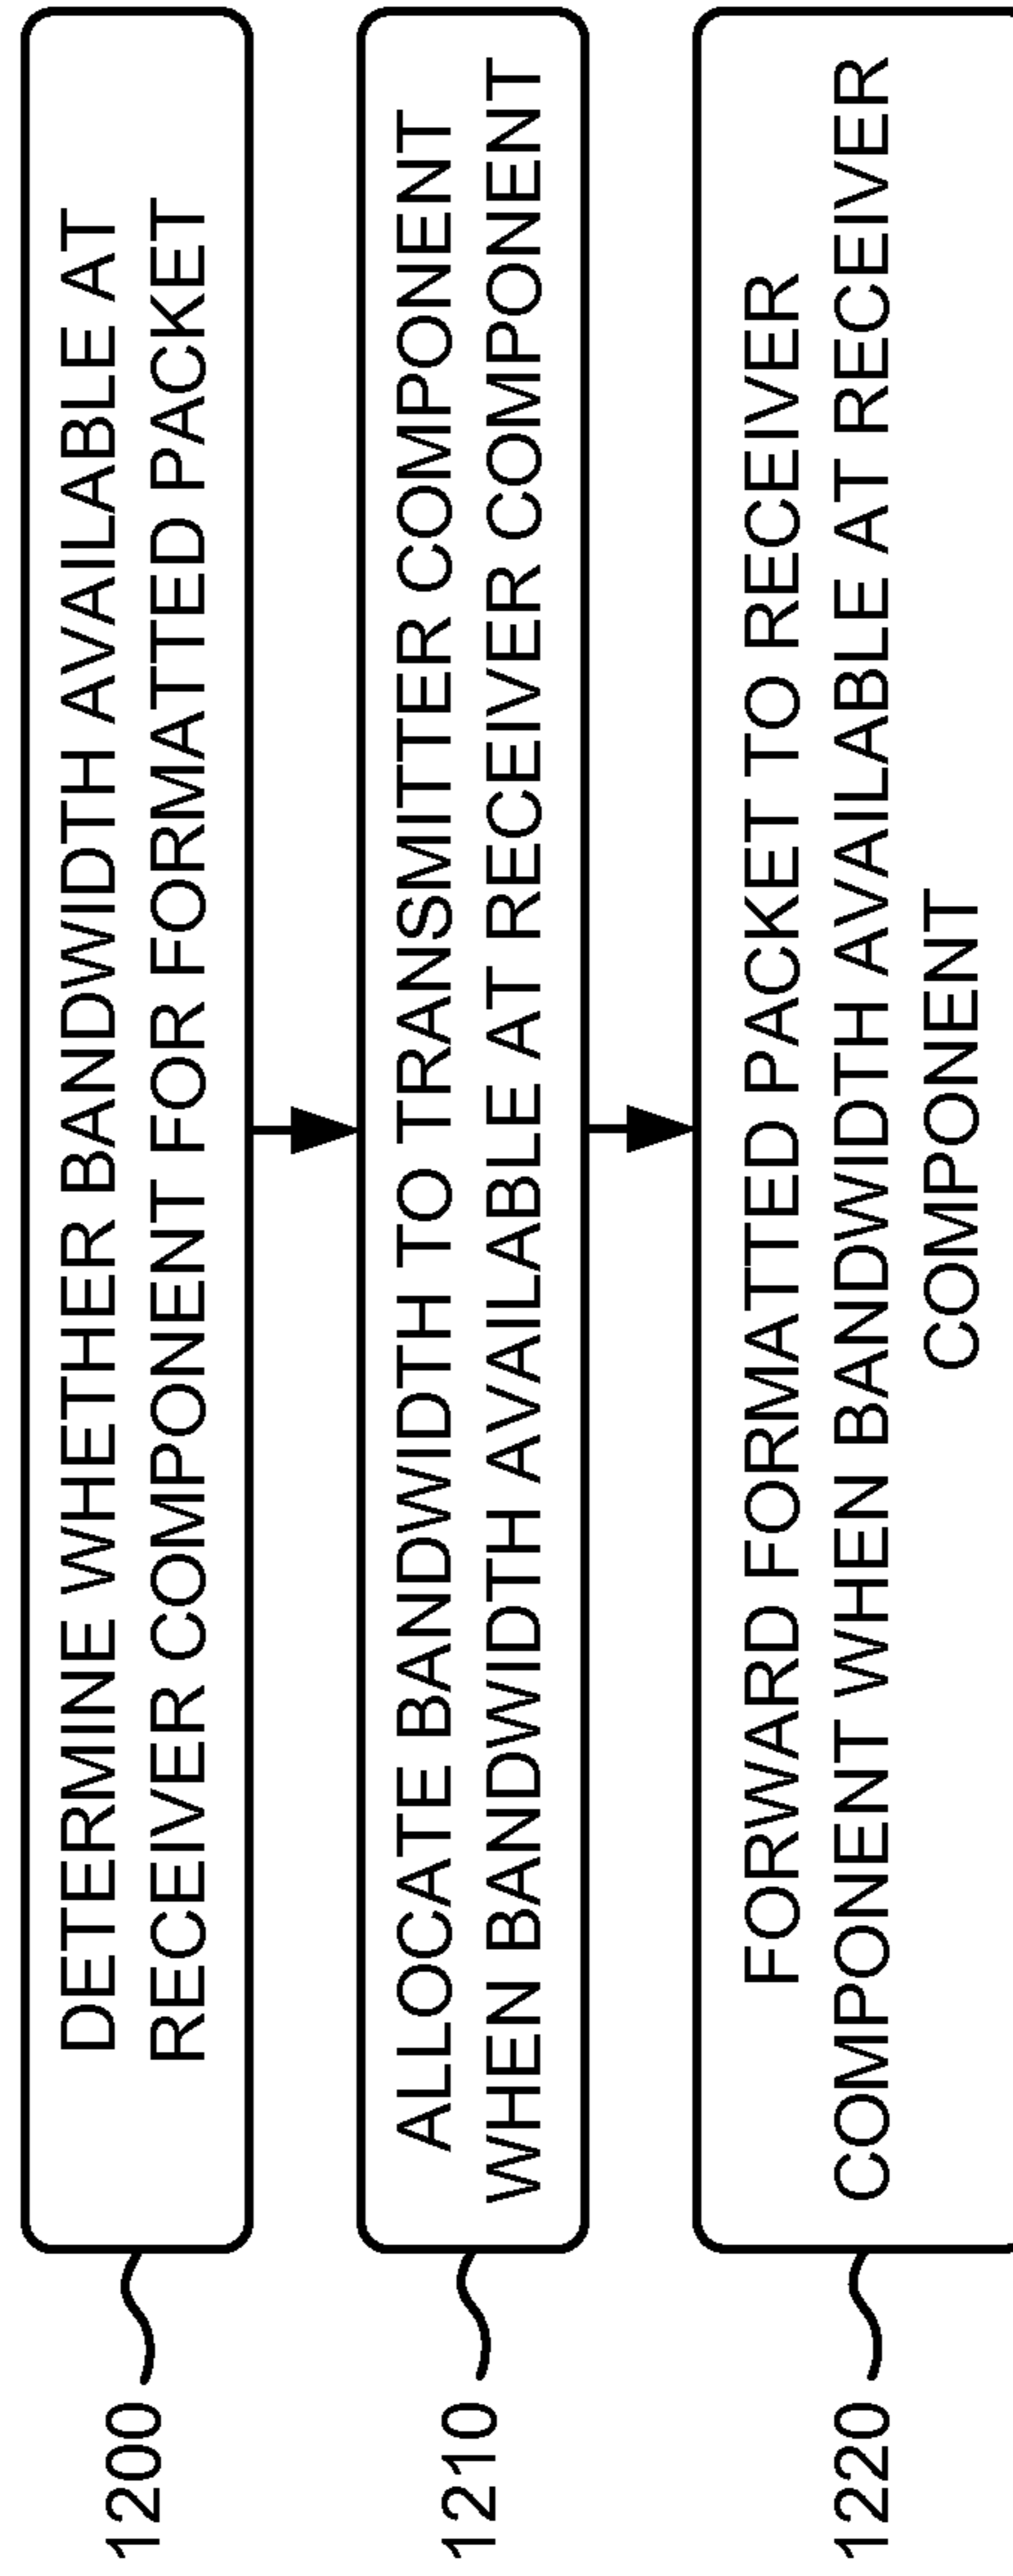 1200
DETERMINE WHETHER BANDWIDTH AVAILABLE AT
RECEIVER COMPONENT FOR FORMATTED PACKET
1210
ALLOCATE BANDWIDTH TO TRANSMITTER COMPONENT
WHEN BANDWIDTH AVAILABLE AT RECEIVER COMPONENT
1220
FORWARD FORMATTED PACKET TO RECEIVER
COMPONENT WHEN BANDWIDTH AVAILABLE AT RECEIVER
COMPONENT